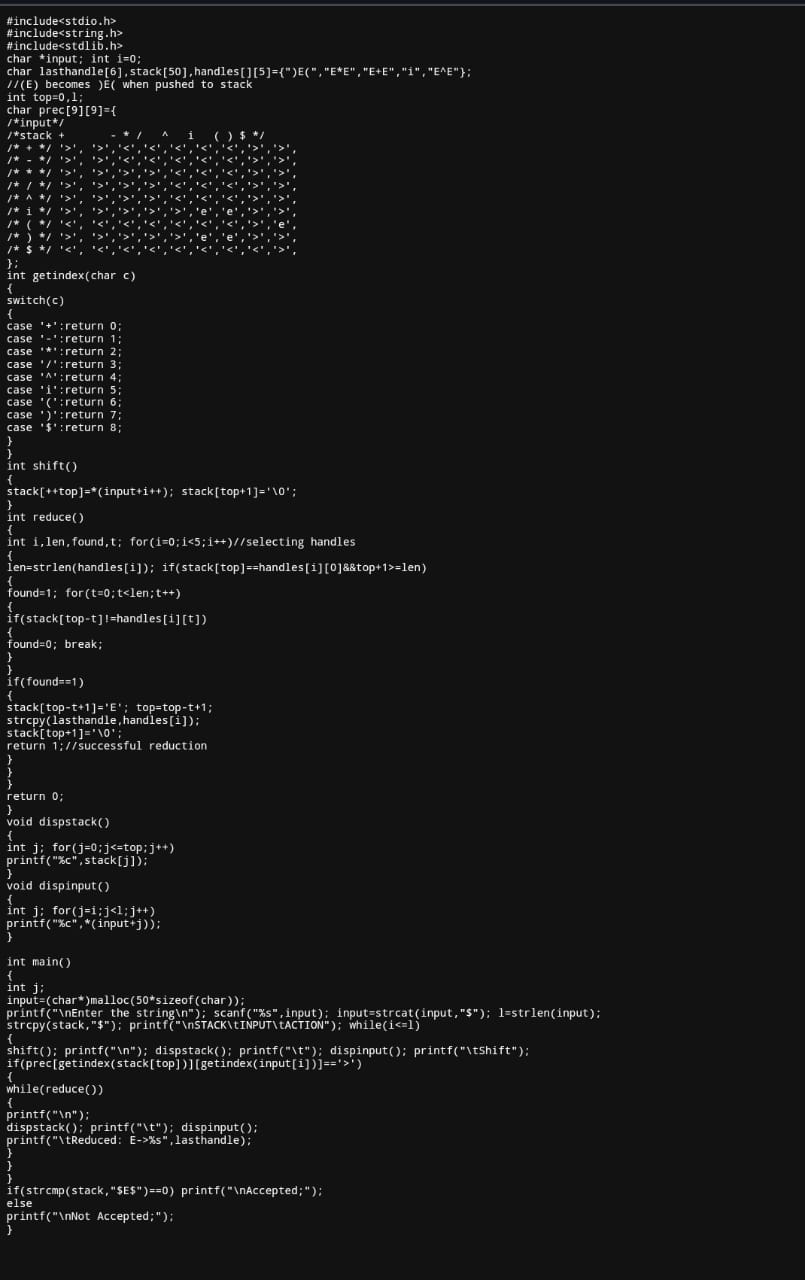 #include<stdio.h>
#include<string.h>
#include<stdlib.h>
char *input; int i=0;
char lasthandle[6],stack[50],handles[][5]={")E(","E*E","E+E","i","E^E"};
//(E) becomes )E( when pushed to stack
int top=0,l;
char prec[9][9]={
/*input*/
/*stack + - * / ^ i ( ) $ */
/* + */ '>', '>','<','<','<','<','<','>','>',
/* - */ '>', '>','<','<','<','<','<','>','>',
/* * */ '>', '>','>','>','<','<','<','>','>',
/* / */ '>', '>','>','>','<','<','<','>','>',
/* ^ */ '>', '>','>','>','<','<','<','>','>',
/* i */ '>', '>','>','>','>','e','e','>','>',
/* ( */ '<', '<','<','<','<','<','<','>','e',
/* ) */ '>', '>','>','>','>','e','e','>','>',
/* $ */ '<', '<','<','<','<','<','<','<','>',
};
int getindex(char c)
{
switch(c)
{
case '+':return 0;
case '-':return 1;
case '*':return 2;
case '/':return 3;
case '^':return 4;
case 'i':return 5;
case '(':return 6;
case ')':return 7;
case '$':return 8;
}
}
int shift()
{
stack[++top]=*(input+i++); stack[top+1]='\0';
}
int reduce()
{
int i,len,found,t; for(i=0;i<5;i++)//selecting handles
{
len=strlen(handles[i]); if(stack[top]==handles[i][0]&&top+1>=len)
{
found=1; for(t=0;t<len;t++)
{
if(stack[top-t]!=handles[i][t])
{
found=0; break;
}
}
if(found==1)
{
stack[top-t+1]='E'; top=top-t+1;
strcpy(lasthandle,handles[i]);
stack[top+1]='\0';
return 1;//successful reduction
}
}
}
return 0;
}
void dispstack()
{
int j; for(j=0;j<=top;j++)
printf("%c",stack[j]);
}
void dispinput()
{
int j; for(j=i;j<l;j++)
printf("%c",*(input+j));
}
int main()
{
int j;
input=(char*)malloc(50*sizeof(char));
printf("\nEnter the string\n"); scanf("%s",input); input=strcat(input,"$"); l=strlen(input);
strcpy(stack,"$"); printf("\nSTACK\tINPUT\tACTION"); while(i<=l)
{
shift(); printf("\n"); dispstack(); printf("\t"); dispinput(); printf("\tShift");
if(prec[getindex(stack[top])][getindex(input[i])]=='>')
{
while(reduce())
{
printf("\n");
dispstack(); printf("\t"); dispinput();
printf("\tReduced: E->%s",lasthandle);
}
}
}
if(strcmp(stack,"$E$")==0) printf("\nAccepted;");
else
printf("\nNot Accepted;");
}